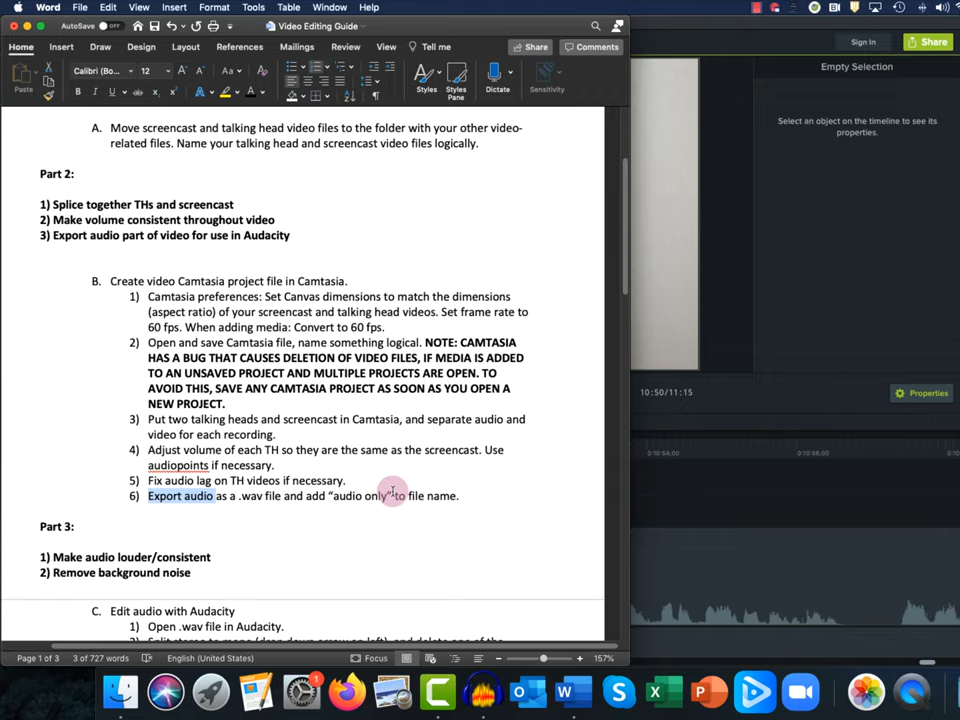 Word File Edit View Insert Format Tools Table Window Help
AutoSave OFF Video Editing Guide
Home Insert Draw Design Layout References Mailings Review View Tell me Share Comments
Paste Calibri (Bo... 12 Styles Styles Pane Dictate Sensitivity
Sign In Share
Empty Selection
Select an object on the timeline to see its
properties.
A. Move screencast and talking head video files to the folder with your other video-
related files. Name your talking head and screencast video files logically.
Part 2:
1) Splice together THs and screencast
2) Make volume consistent throughout video
3) Export audio part of video for use in Audacity
B. Create video Camtasia project file in Camtasia.
1) Camtasia preferences: Set Canvas dimensions to match the dimensions
(aspect ratio) of your screencast and talking head videos. Set frame rate to
60 fps. When adding media: Convert to 60 fps.
2) Open and save Camtasia file, name something logical. NOTE: CAMTASIA
HAS A BUG THAT CAUSES DELETION OF VIDEO FILES, IF MEDIA IS ADDED
TO AN UNSAVED PROJECT AND MULTIPLE PROJECTS ARE OPEN. TO
AVOID THIS, SAVE ANY CAMTASIA PROJECT AS SOON AS YOU OPEN A
NEW PROJECT.
3) Put two talking heads and screencast in Camtasia, and separate audio and
video for each recording.
4) Adjust volume of each TH so they are the same as the screencast. Use
audiopoints if necessary.
5) Fix audio lag on TH videos if necessary.
6) Export audio as a .wav file and add “audio only” to file name.
Part 3:
1) Make audio louder/consistent
2) Remove background noise
C. Edit audio with Audacity
1) Open .wav file in Audacity.
10:50/11:15 Properties
0:10:54,00 0:10:56,00
Page 1 of 3 3 of 727 words English (United States) Focus 157%